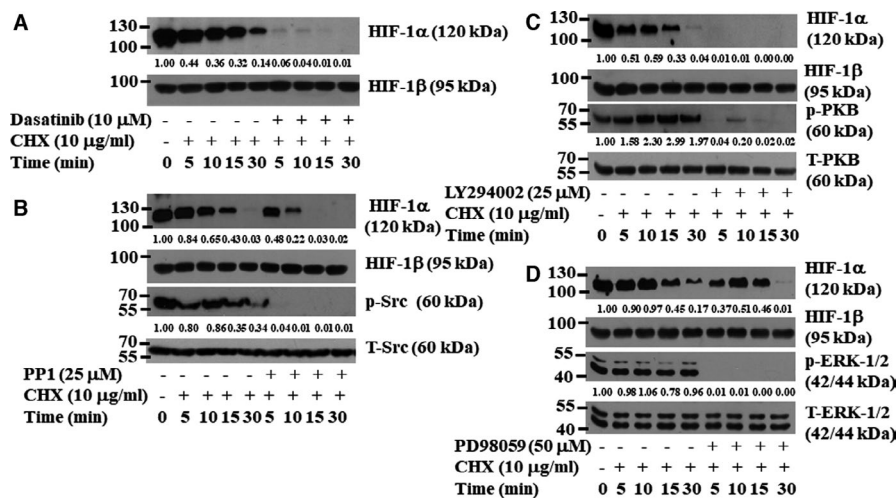 A
130
100
HIF-1α (120 kDa)
1.00 0.44 0.36 0.32 0.14 0.06 0.04 0.01 0.01
100
HIF-1β (95 kDa)
Dasatinib (10 μM) - - - - - + + + +
CHX (10 μg/ml) - + + + + + + + +
Time (min) 0 5 10 15 30 5 10 15 30
B
130
100
HIF-1α
(120 kDa)
1.00 0.84 0.65 0.43 0.03 0.48 0.22 0.03 0.02
100
HIF-1β (95 kDa)
70
55
p-Src (60 kDa)
1.00 0.80 0.86 0.35 0.34 0.04 0.01 0.01 0.01
70
55
T-Src (60 kDa)
PP1 (25 μM) - - - - - + + + +
CHX (10 μg/ml) - + + + + + + + +
Time (min) 0 5 10 15 30 5 10 15 30
C
130
100
HIF-1α
(120 kDa)
1.00 0.51 0.59 0.33 0.04 0.01 0.01 0.00 0.00
100
HIF-1β
(95 kDa)
70
55
p-PKB
(60 kDa)
1.00 1.58 2.30 2.99 1.97 0.04 0.20 0.02 0.02
70
55
T-PKB
(60 kDa)
LY294002 (25 μM) - - - - - + + + +
CHX (10 μg/ml) - + + + + + + + +
Time (min) 0 5 10 15 30 5 10 15 30
D
130
100
HIF-1α
(120 kDa)
1.00 0.90 0.97 0.45 0.17 0.37 0.51 0.46 0.01
100
HIF-1β
(95 kDa)
55
40
p-ERK-1/2
(42/44 kDa)
1.00 0.98 1.06 0.78 0.96 0.01 0.01 0.00 0.00
55
40
T-ERK-1/2
(42/44 kDa)
PD98059 (50 μM) - - - - - + + + +
CHX (10 μg/ml) - + + + + + + + +
Time (min) 0 5 10 15 30 5 10 15 30